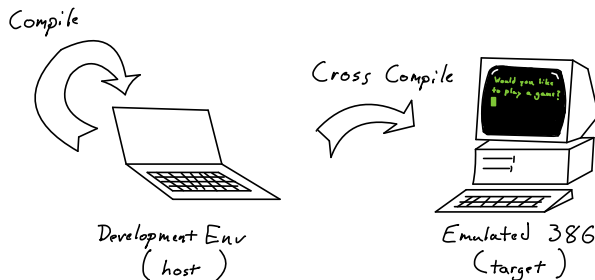 Compile
Cross Compile
Would you like
to play a game?
Development Env
(host)
Emulated 386
(target)